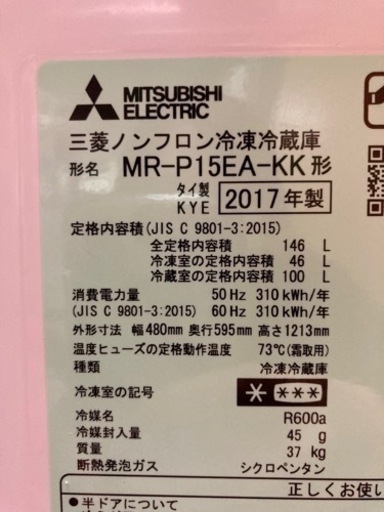 MITSUBISHI
ELECTRIC
三菱ノンフロン冷凍冷蔵庫
形名 MR-P15EA-KK形
タイ製
KYE 2017年製
定格内容積(JIS C 9801-3:2015)
全定格内容積 146 L
冷凍室の定格内容積 46 L
冷蔵室の定格内容積 100 L
消費電力量 50Hz 310kWh/年
(JIS C 9801-3:2015) 60Hz 310kWh/年
外形寸法 幅480mm 奥行595mm 高さ1213mm
温度ヒューズの定格動作温度 73℃(霜取用)
種類 冷凍冷蔵庫
冷凍室の記号 * ***
冷媒名 R600a
冷媒封入量 45 g
質量 37 kg
断熱発泡ガス シクロペンタン
正しくお使い
●半ドアについて